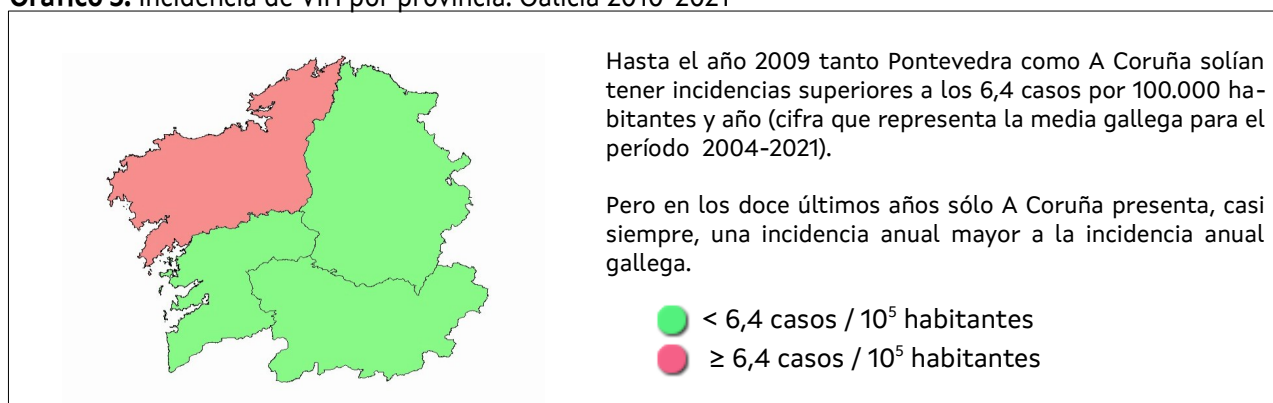 Gráfico 3. Incidencia de VIH por provincia. Galicia 2010-2021
Hasta el año 2009 tanto Pontevedra como A Coruña solían
tener incidencias superiores a los 6,4 casos por 100.000 ha-
bitantes y año (cifra que representa la media gallega para el
período 2004-2021).
Pero en los doce últimos años sólo A Coruña presenta, casi
siempre, una incidencia anual mayor a la incidencia anual
gallega.
< 6,4 casos / 10⁵ habitantes
≥ 6,4 casos / 10⁵ habitantes